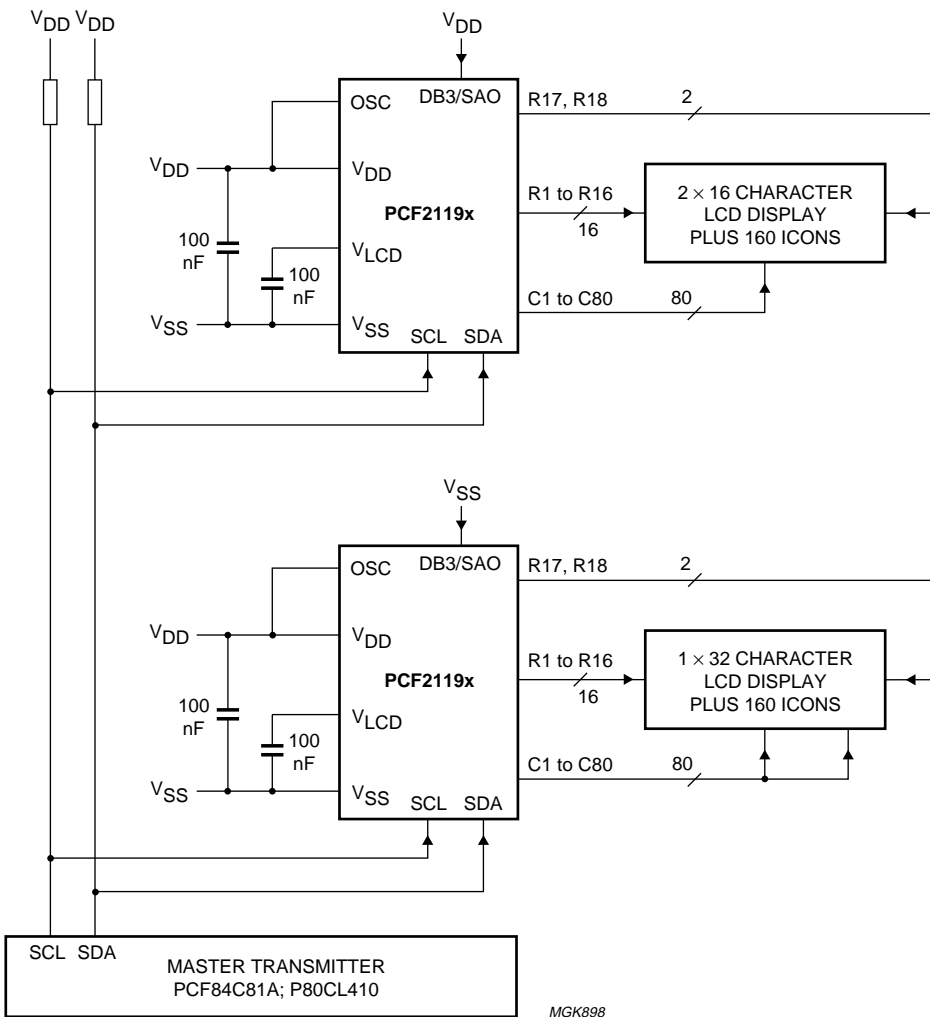 VDD VDD
VDD
OSC
DB3/SAO
R17, R18
2
VDD
VDD
PCF2119x
R1 to R16
16
2 × 16 CHARACTER
LCD DISPLAY
PLUS 160 ICONS
100
nF
VLCD
100
nF
C1 to C80
80
VSS
VSS
SCL SDA
VSS
OSC
DB3/SAO
R17, R18
2
VDD
VDD
PCF2119x
R1 to R16
16
1 × 32 CHARACTER
LCD DISPLAY
PLUS 160 ICONS
100
nF
VLCD
100
nF
C1 to C80
80
VSS
VSS
SCL SDA
SCL SDA
MASTER TRANSMITTER
PCF84C81A; P80CL410
MGK898